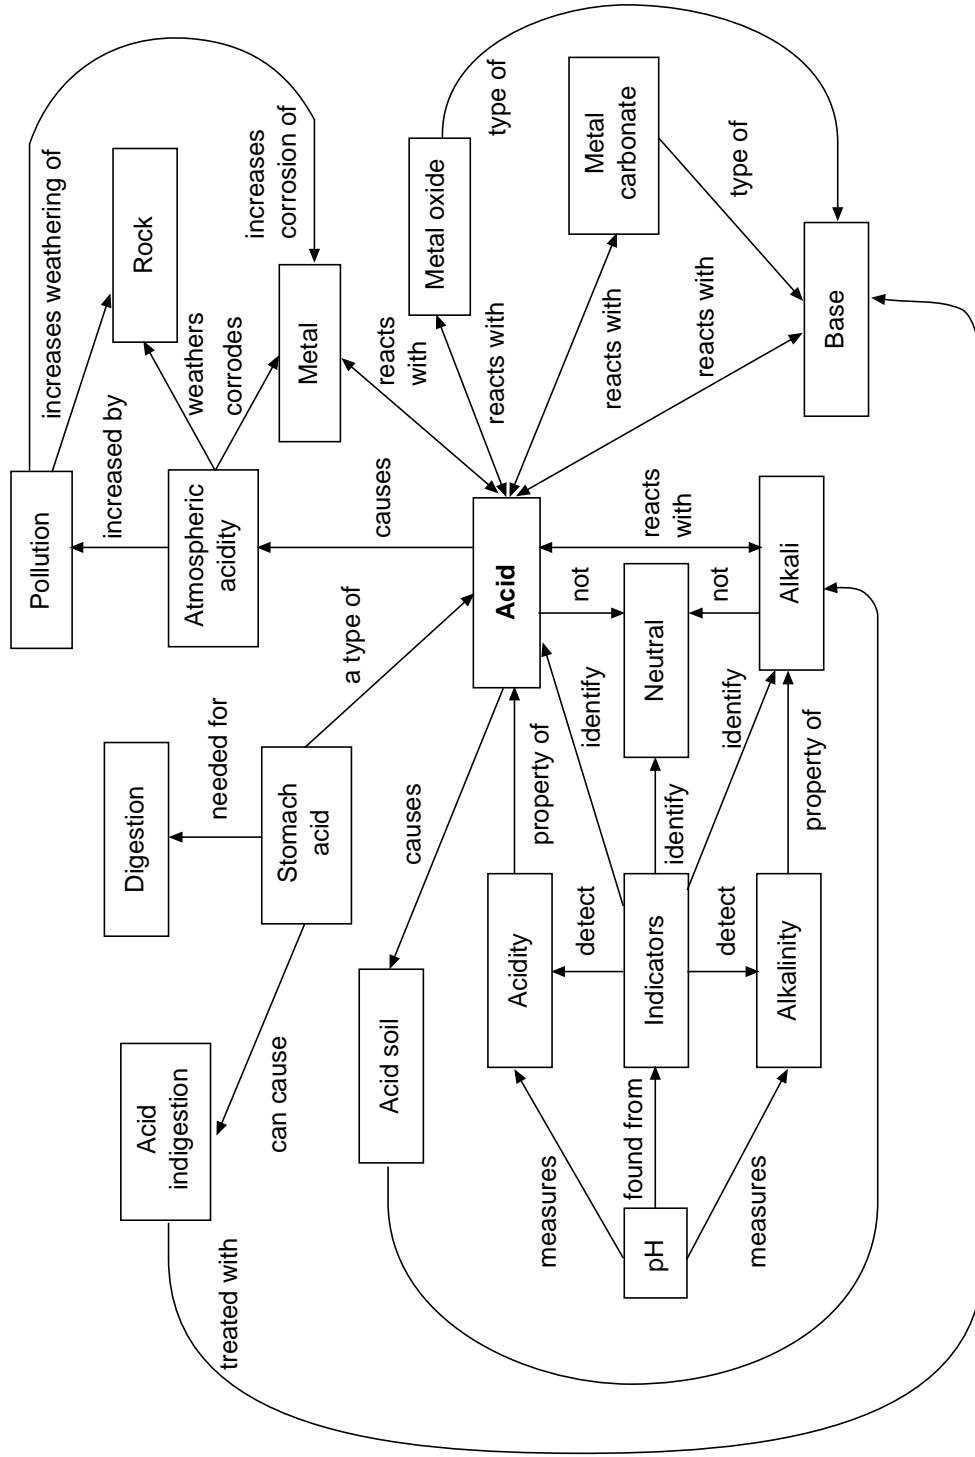 Pollution
increases weathering of
increased by
Digestion
Rock
Acid
indigestion
Atmospheric
acidity
weathers
needed for
treated with
corrodes
increases
corrosion of
can cause
Stomach
acid
Metal
a type of
causes
Acid soil
reacts
with
causes
Metal oxide
reacts with
type of
Acid
Acidity
property of
measures
not
detect
identify
Metal
carbonate
reacts with
found from
pH
Indicators
Neutral
reacts
with
identify
reacts with
not
detect
identify
type of
measures
Alkalinity
Alkali
property of
Base